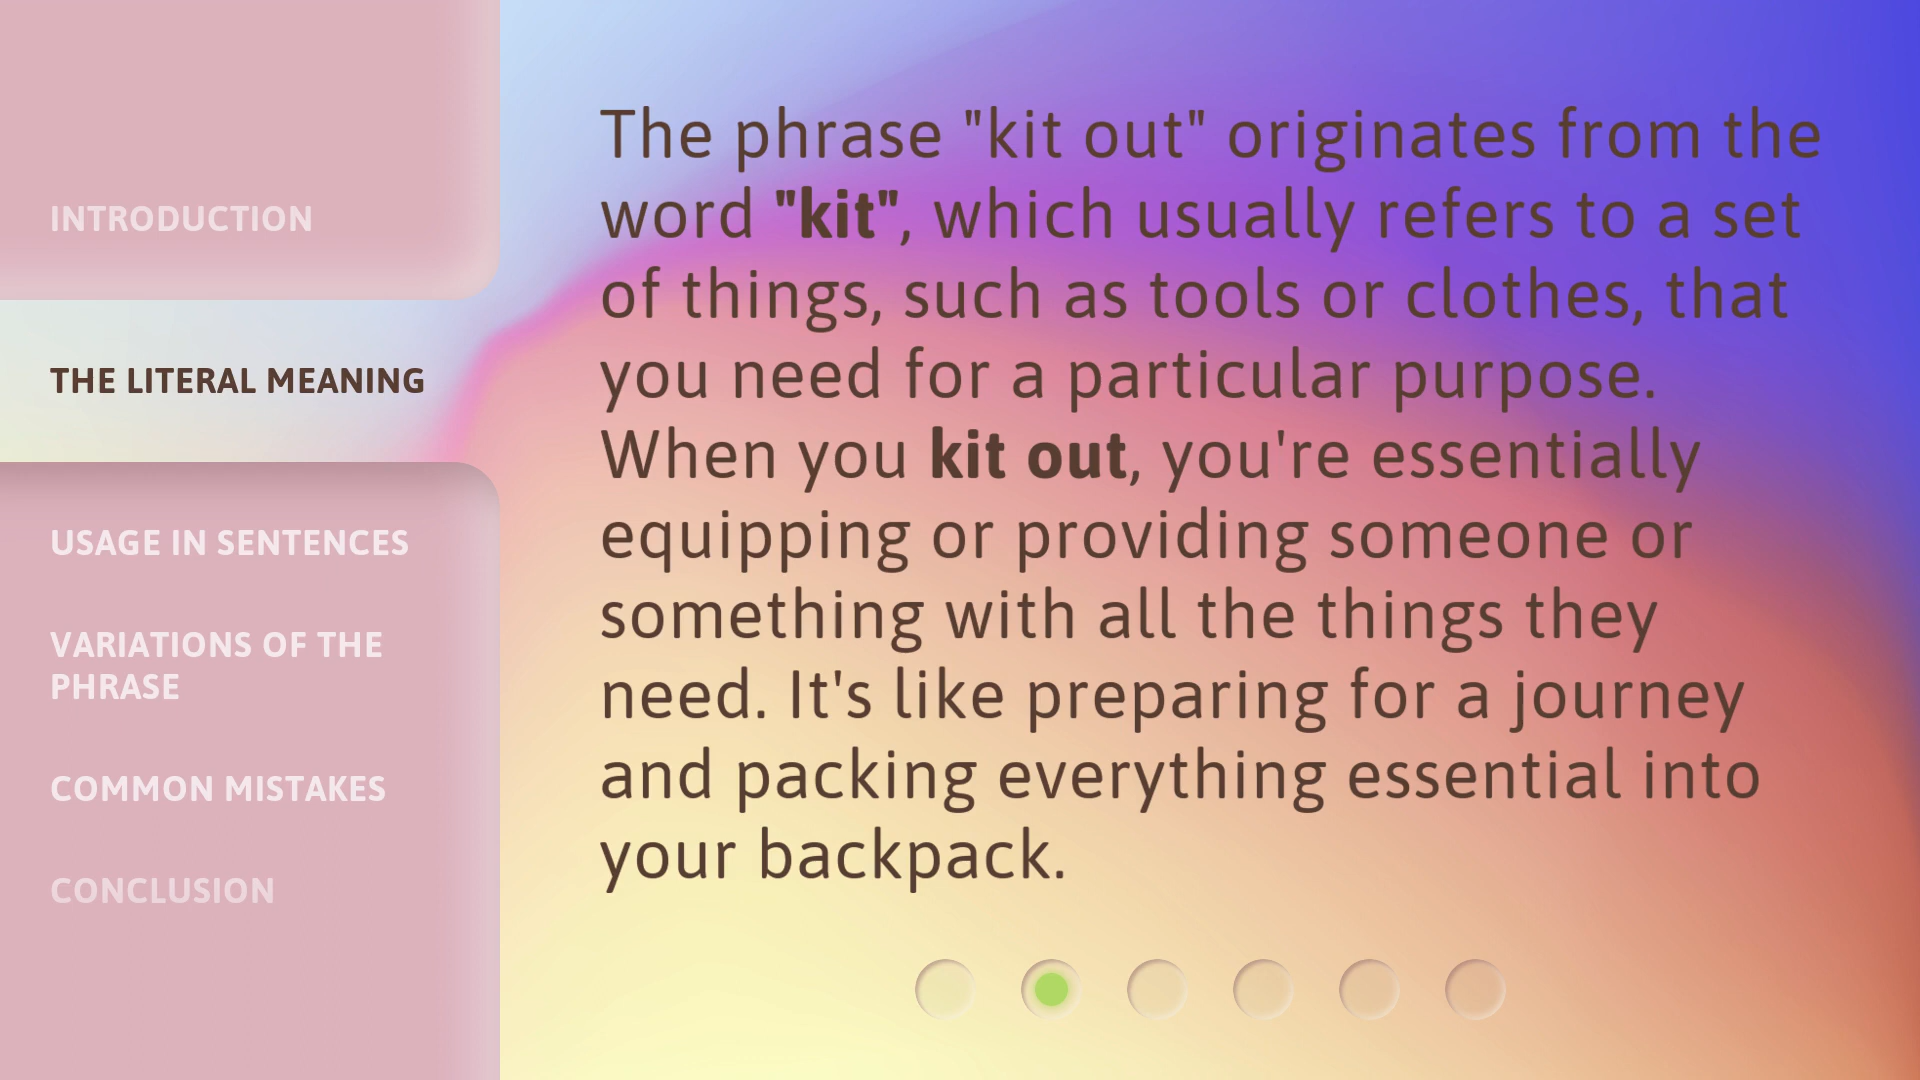 INTRODUCTION
THE LITERAL MEANING
USAGE IN SENTENCES
VARIATIONS OF THE
PHRASE
COMMON MISTAKES
CONCLUSION
The phrase "kit out" originates from the
word "kit", which usually refers to a set
of things, such as tools or clothes, that
you need for a particular purpose.
When you kit out, you're essentially
equipping or providing someone or
something with all the things they
need. It's like preparing for a journey
and packing everything essential into
your backpack.